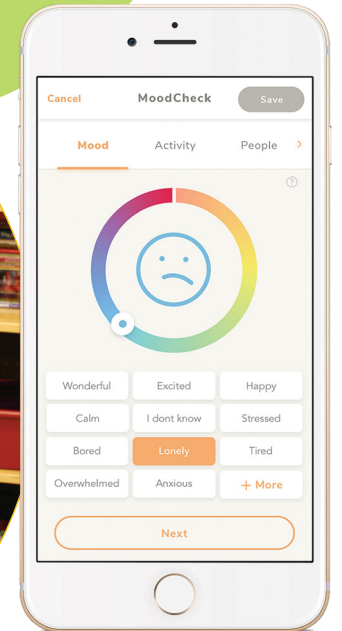 Cancel MoodCheck Save
Mood Activity People >
?
Wonderful Excited Happy
Calm I dont know Stressed
Bored Lonely Tired
Overwhelmed Anxious + More
Next